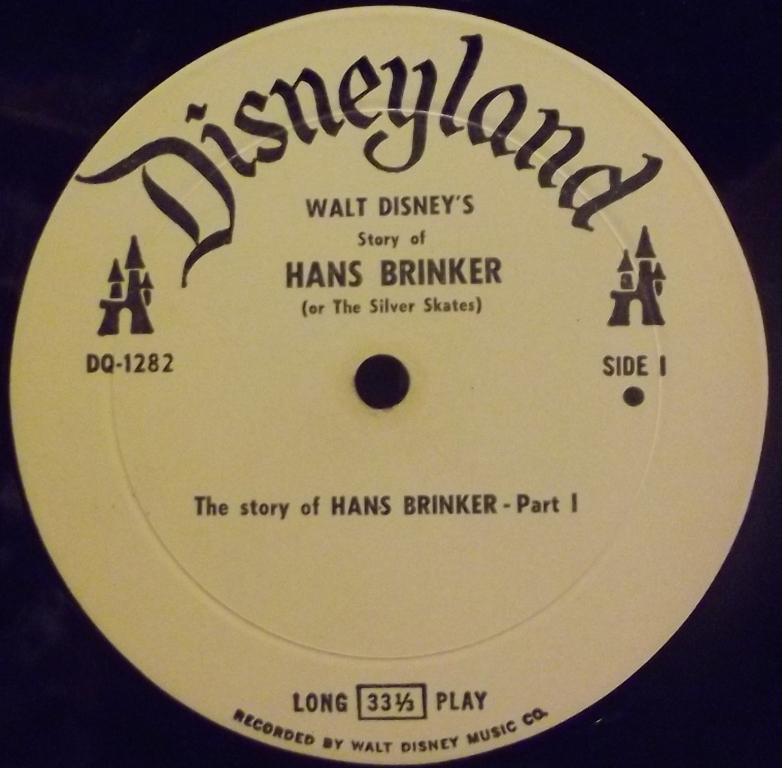 Disneyland
WALT DISNEY'S
Story of
HANS BRINKER
(or The Silver Skates)
DQ-1282
SIDE 1
The story of HANS BRINKER - Part 1
LONG 33⅓ PLAY
RECORDED BY WALT DISNEY MUSIC CO.